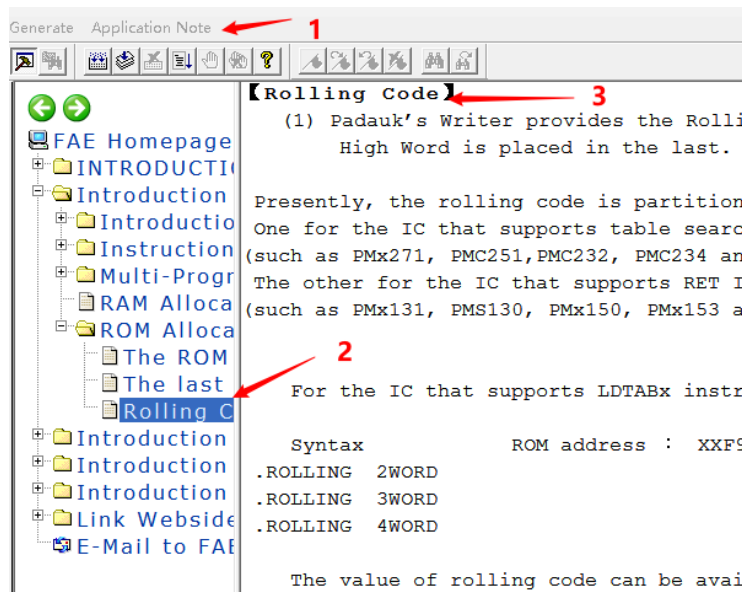 Generate Application Note
1
FAE Homepage
INTRODUCTI
Introduction
Introductio
Instruction
Multi-Progr
RAM Alloca
ROM Alloca
The ROM
The last
Rolling C
Introduction
Introduction
Introduction
Link Webside
E-Mail to FAE
2
【Rolling Code】
3
(1) Padauk's Writer provides the Rolli
High Word is placed in the last.
Presently, the rolling code is partition
One for the IC that supports table searc
(such as PMx271, PMC251,PMC232, PMC234 an
The other for the IC that supports RET I
(such as PMx131, PMS130, PMx150, PMx153 a
For the IC that supports LDTABx instr
Syntax ROM address : XXF9
.ROLLING 2WORD
.ROLLING 3WORD
.ROLLING 4WORD
The value of rolling code can be avai